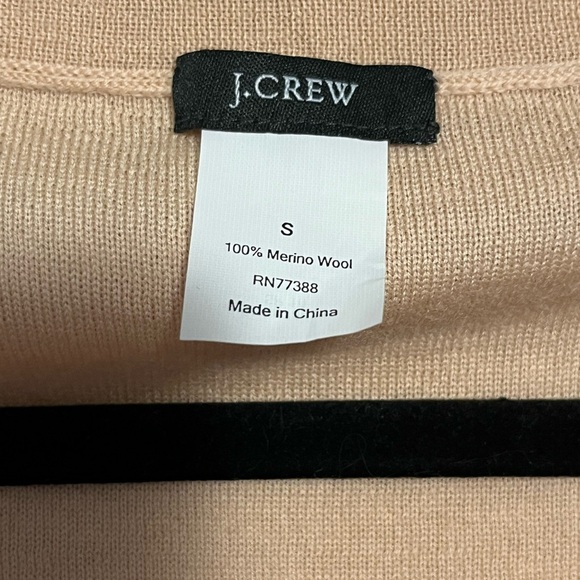 J.CREW
S
100% Merino Wool
RN77388
Made in China